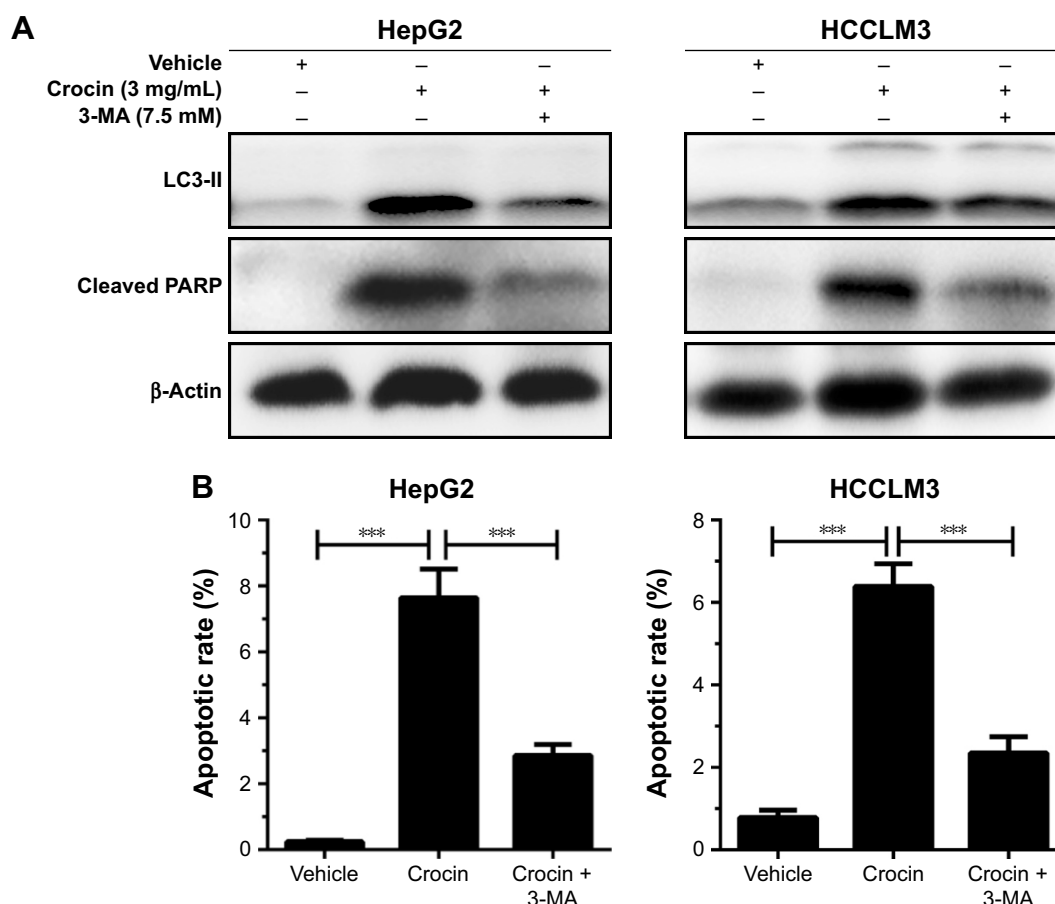 A
HepG2 HCCLM3
Vehicle + – – + – –
Crocin (3 mg/mL) – + + – + +
3-MA (7.5 mM) – – + – – +
LC3-II
Cleaved PARP
β-Actin
B
HepG2
10
8
6
4
2
0
Apoptotic rate (%)
*** ***
Vehicle Crocin Crocin +
3-MA
HCCLM3
8
6
4
2
0
Apoptotic rate (%)
*** ***
Vehicle Crocin Crocin +
3-MA